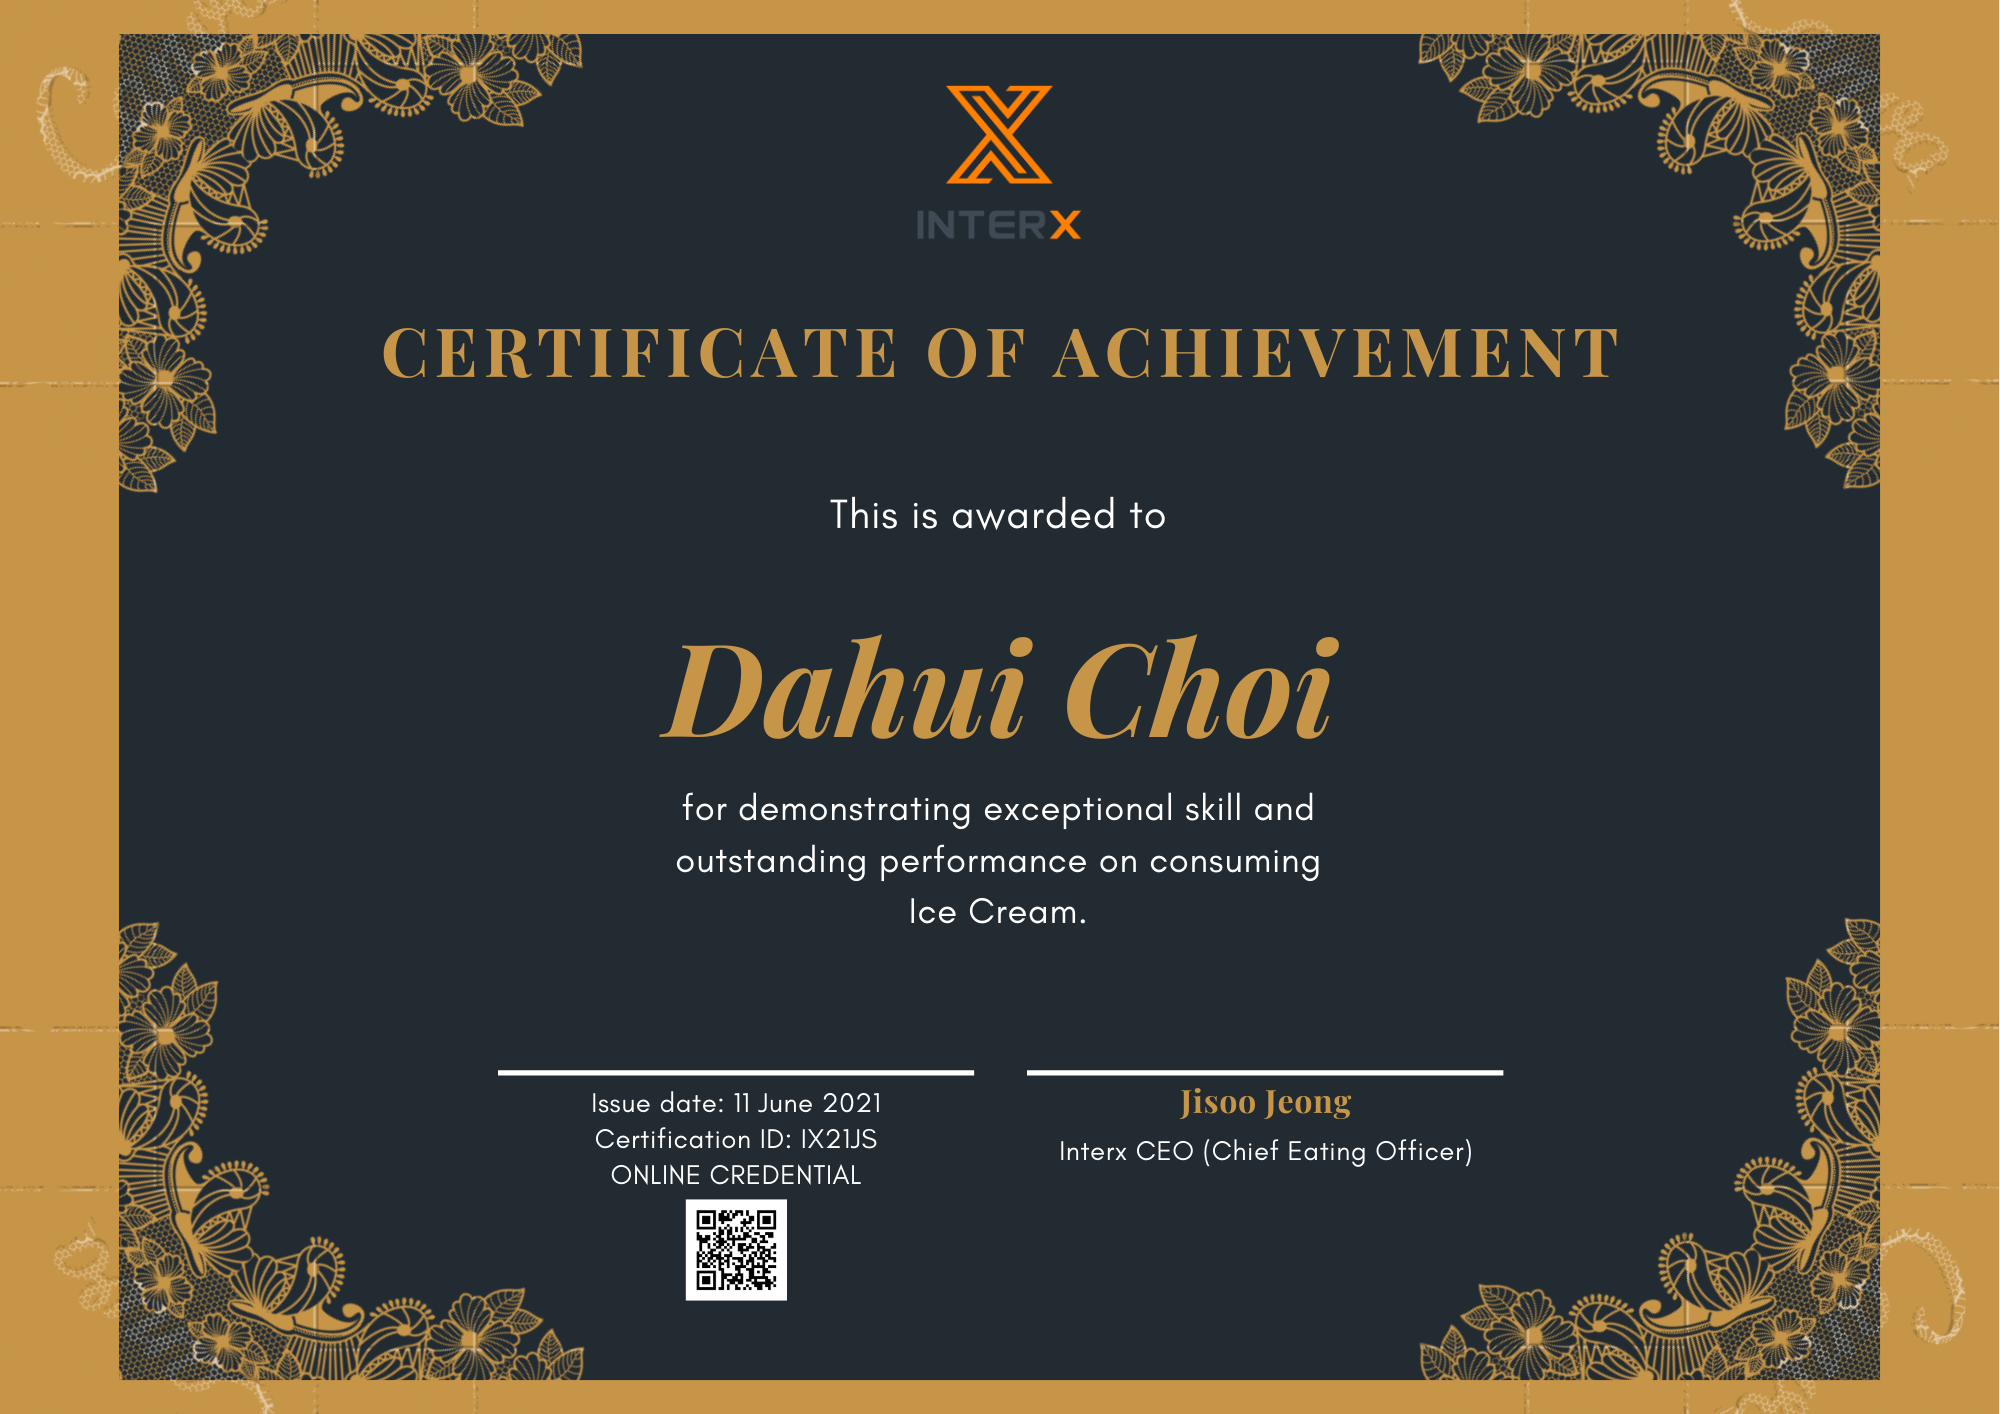 INTERX
CERTIFICATE OF ACHIEVEMENT
This is awarded to
Dahui Choi
for demonstrating exceptional skill and
outstanding performance on consuming
Ice Cream.
Issue date: 11 June 2021
Certification ID: IX21JS
ONLINE CREDENTIAL
Jisoo Jeong
Interx CEO (Chief Eating Officer)